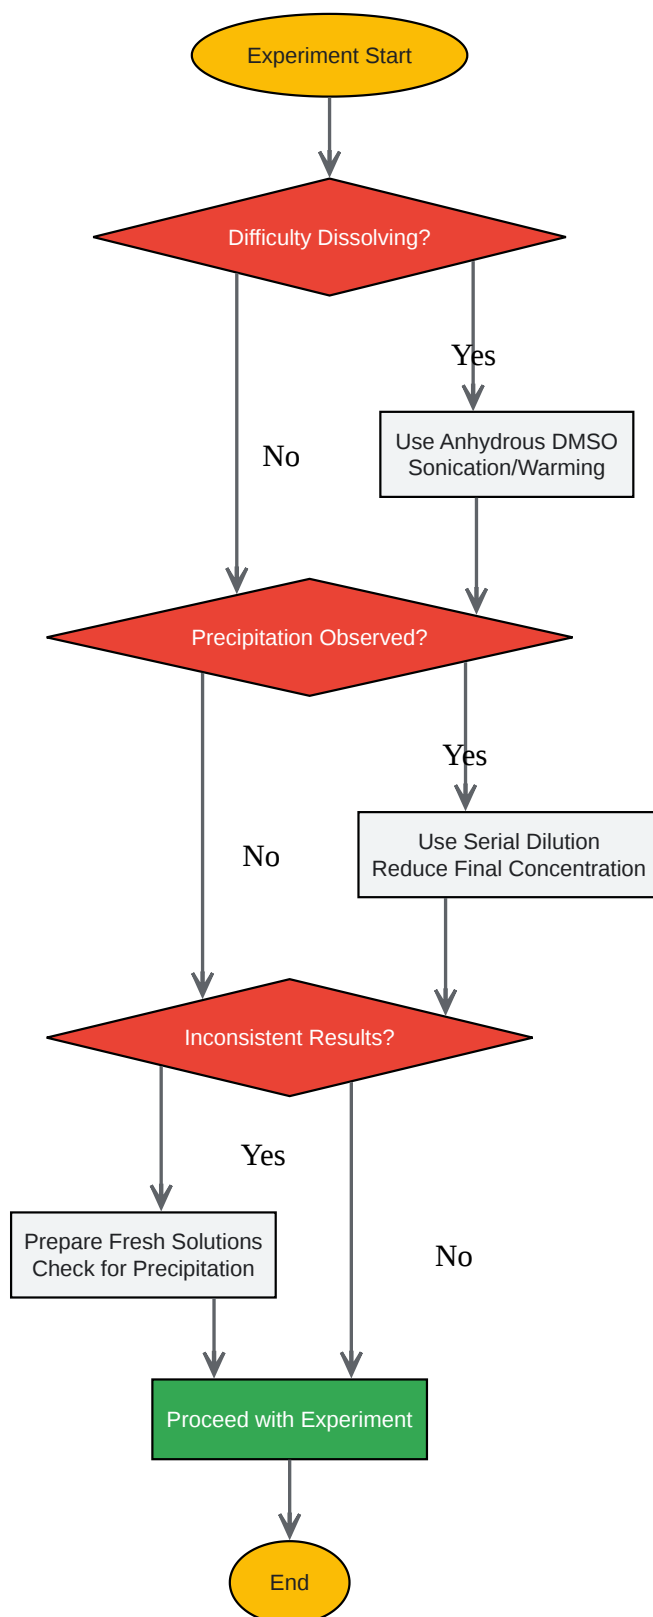 Experiment Start
Difficulty Dissolving?
Yes
Use Anhydrous DMSO
Sonication/Warming
No
Precipitation Observed?
Yes
Use Serial Dilution
Reduce Final Concentration
No
Inconsistent Results?
Yes
Prepare Fresh Solutions
Check for Precipitation
No
Proceed with Experiment
End